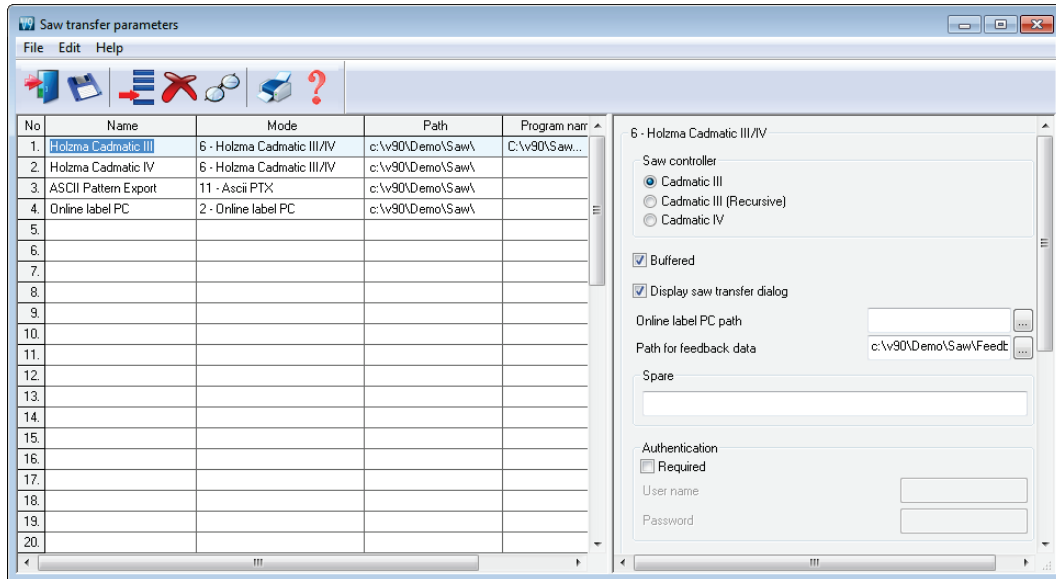 Saw transfer parameters
File Edit Help
No Name Mode Path Program nam
1. Holzma Cadmatic III 6 - Holzma Cadmatic III/IV c:\v90\Demo\Saw\ C:\v90\Saw...
2. Holzma Cadmatic IV 6 - Holzma Cadmatic III/IV c:\v90\Demo\Saw\
3. ASCII Pattern Export 11 - Ascii PTX c:\v90\Demo\Saw\
4. Online label PC 2 - Online label PC c:\v90\Demo\Saw\
5.
6.
7.
8.
9.
10.
11.
12.
13.
14.
15.
16.
17.
18.
19.
20.
6 - Holzma Cadmatic III/IV
Saw controller
Cadmatic III
Cadmatic III (Recursive)
Cadmatic IV
Buffered
Display saw transfer dialog
Online label PC path ...
Path for feedback data c:\v90\Demo\Saw\Feedb ...
Spare
Authentication
Required
User name
Password